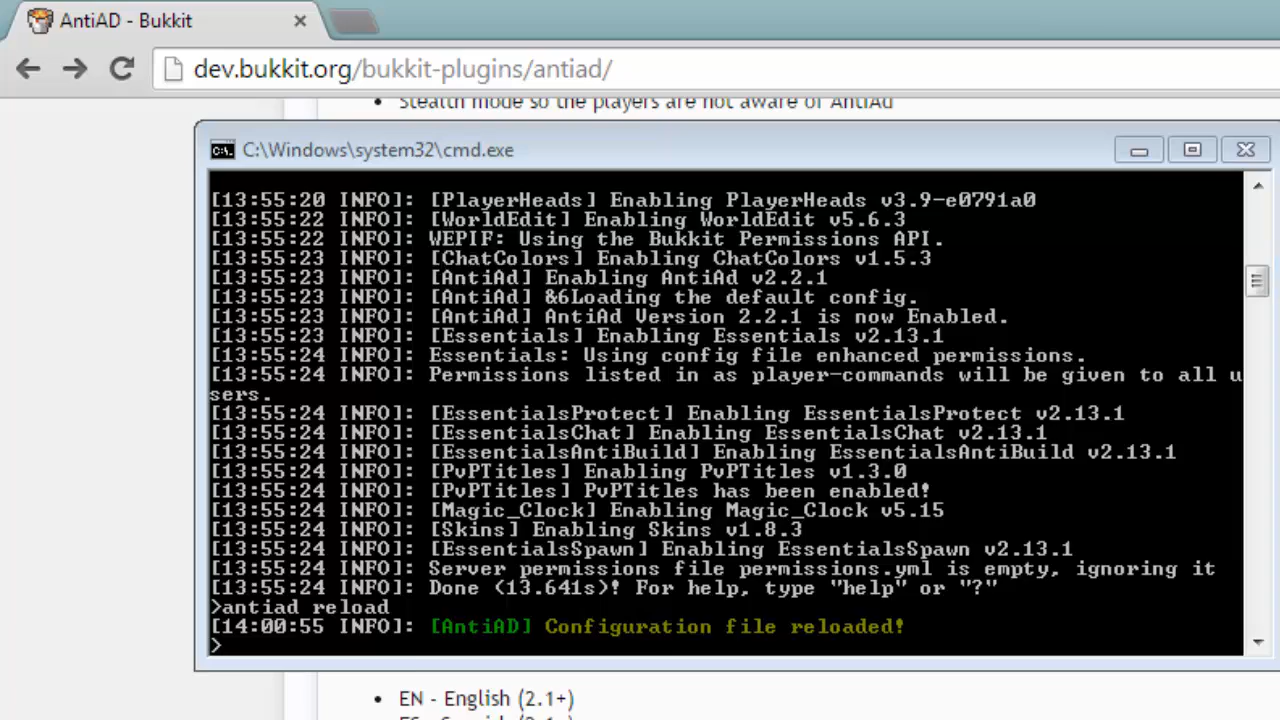 AntiAD - Bukkit
dev.bukkit.org/bukkit-plugins/antiad/
• Stealth mode so the players are not aware of AntiAd
C:\Windows\system32\cmd.exe
[13:55:20 INFO]: [PlayerHeads] Enabling PlayerHeads v3.9-e0791a0
[13:55:22 INFO]: [WorldEdit] Enabling WorldEdit v5.6.3
[13:55:22 INFO]: WEPIF: Using the Bukkit Permissions API.
[13:55:23 INFO]: [ChatColors] Enabling ChatColors v1.5.3
[13:55:23 INFO]: [AntiAd] Enabling AntiAd v2.2.1
[13:55:23 INFO]: [AntiAd] &6Loading the default config.
[13:55:23 INFO]: [AntiAd] AntiAd Version 2.2.1 is now Enabled.
[13:55:23 INFO]: [Essentials] Enabling Essentials v2.13.1
[13:55:24 INFO]: Essentials: Using config file enhanced permissions.
[13:55:24 INFO]: Permissions listed in as player-commands will be given to all u
sers.
[13:55:24 INFO]: [EssentialsProtect] Enabling EssentialsProtect v2.13.1
[13:55:24 INFO]: [EssentialsChat] Enabling EssentialsChat v2.13.1
[13:55:24 INFO]: [EssentialsAntiBuild] Enabling EssentialsAntiBuild v2.13.1
[13:55:24 INFO]: [PvPTitles] Enabling PvPTitles v1.3.0
[13:55:24 INFO]: [PvPTitles] PvPTitles has been enabled!
[13:55:24 INFO]: [Magic_Clock] Enabling Magic_Clock v5.15
[13:55:24 INFO]: [Skins] Enabling Skins v1.8.3
[13:55:24 INFO]: [EssentialsSpawn] Enabling EssentialsSpawn v2.13.1
[13:55:24 INFO]: Server permissions file permissions.yml is empty, ignoring it
[13:55:24 INFO]: Done (13.641s)! For help, type "help" or "?"
>antiad reload
[14:00:55 INFO]: [AntiAD] Configuration file reloaded!
>
• EN - English (2.1+)